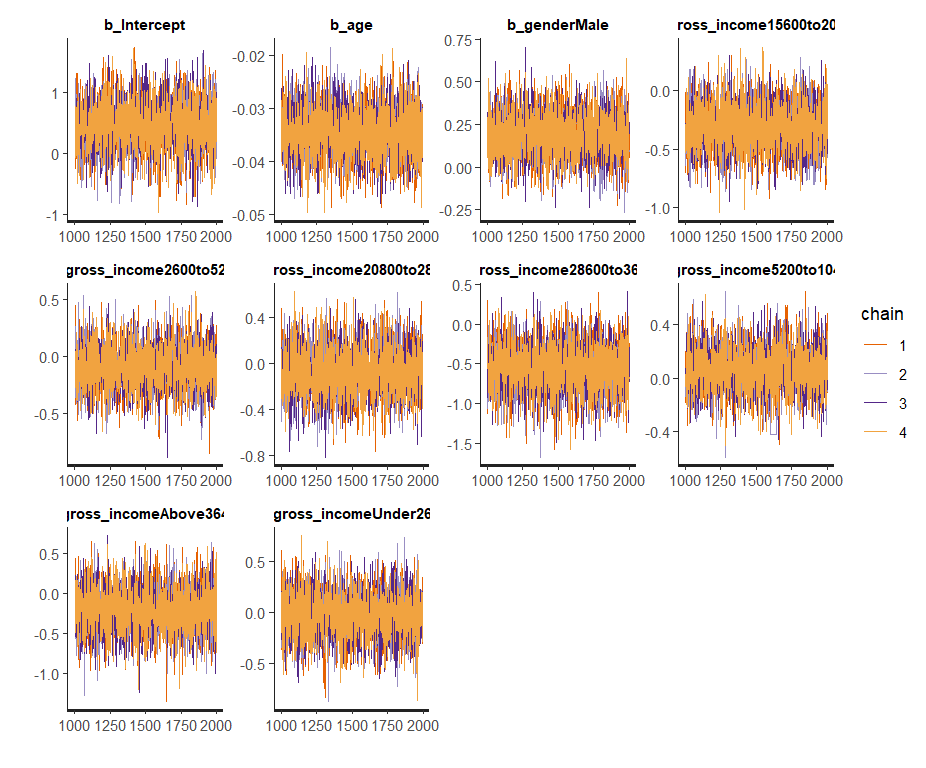 b_Intercept b_age b_genderMale ross_income15600to20
-0.02 0.75
1 0.50 0.0
-0.03
0.25 -0.5
0 -0.04
0.00
-1.0
-1 -0.05 -0.25
1000 1250 1500 1750 2000 1000 1250 1500 1750 2000 1000 1250 1500 1750 2000 1000 1250 1500 1750 2000
gross_income2600to52 ross_income20800to28 ross_income28600to36 gross_income5200to104
0.5 0.4 0.5 0.4
0.0
0.0 0.0 -0.5 0.0
-0.5 -0.4 -1.0 -0.4
-0.8 -1.5
1000 1250 1500 1750 2000 1000 1250 1500 1750 2000 1000 1250 1500 1750 2000 1000 1250 1500 1750 2000
chain
1
2
3
4
gross_incomeAbove364 gross_incomeUnder26
0.5 0.5
0.0 0.0
-0.5 -0.5
-1.0
1000 1250 1500 1750 2000 1000 1250 1500 1750 2000